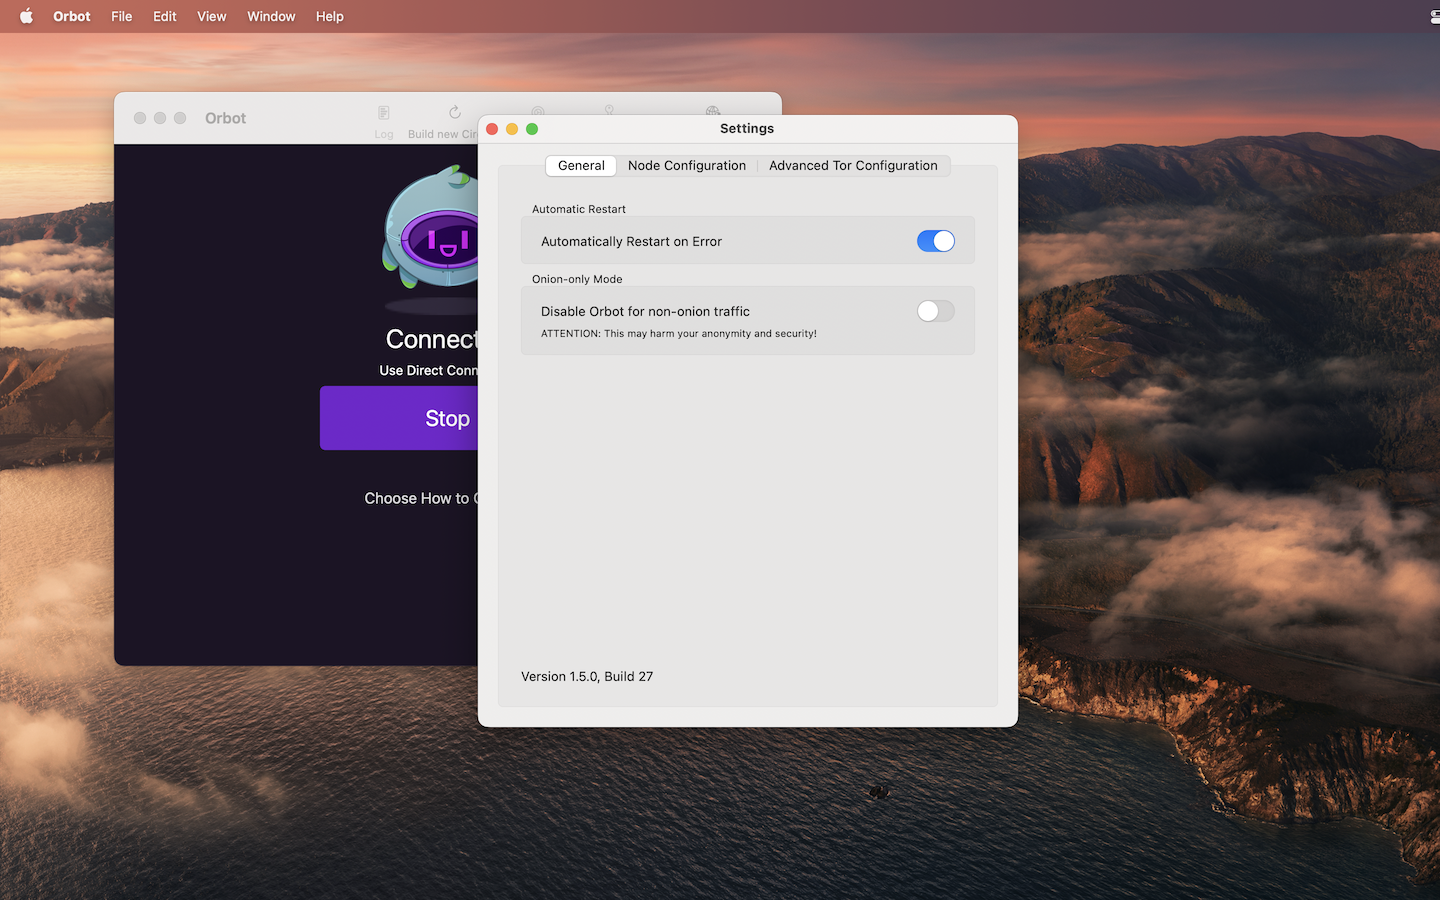 Orbot File Edit View Window Help
Orbot
Log Build new Cir
Connect
Use Direct Conn
Stop
Choose How to
Settings
General Node Configuration Advanced Tor Configuration
Automatic Restart
Automatically Restart on Error
Onion-only Mode
Disable Orbot for non-onion traffic
ATTENTION: This may harm your anonymity and security!
Version 1.5.0, Build 27